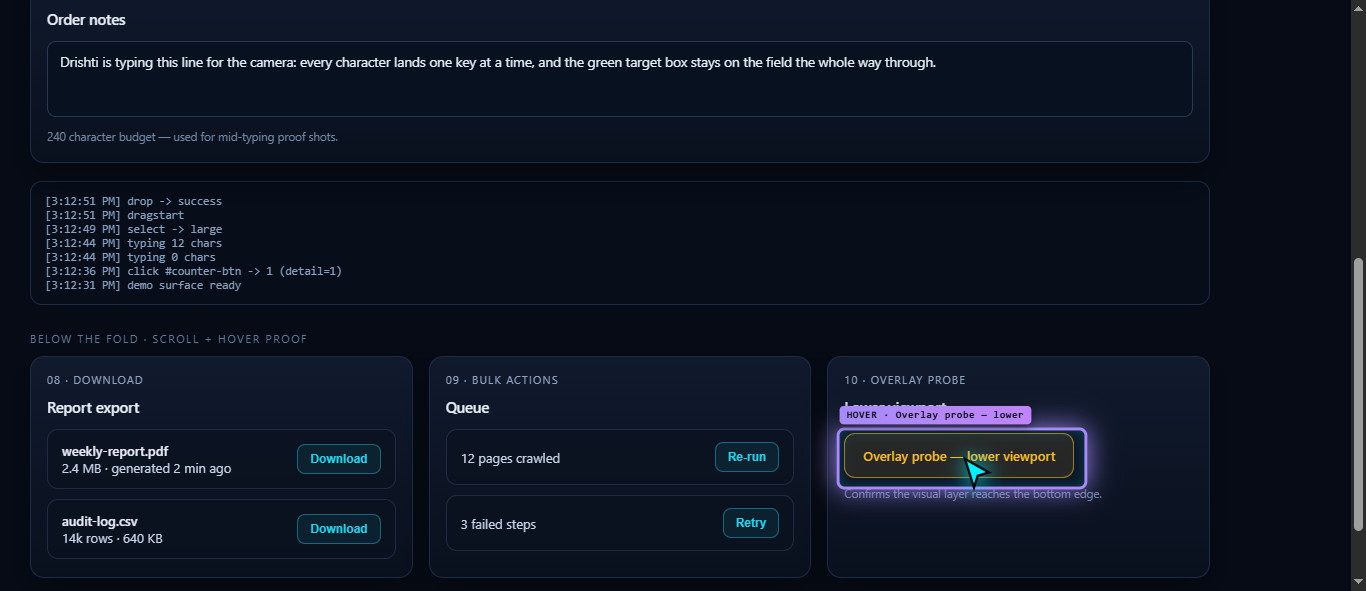 Order notes
Drishti is typing this line for the camera: every character lands one key at a time, and the green target box stays on the field the whole way through.
240 character budget — used for mid-typing proof shots.
[3:12:51 PM] drop -> success
[3:12:51 PM] dragstart
[3:12:49 PM] select -> large
[3:12:44 PM] typing 12 chars
[3:12:44 PM] typing 0 chars
[3:12:36 PM] click #counter-btn -> 1 (detail=1)
[3:12:31 PM] demo surface ready
BELOW THE FOLD · SCROLL + HOVER PROOF
08 · DOWNLOAD
Report export
weekly-report.pdf
2.4 MB · generated 2 min ago
Download
audit-log.csv
14k rows · 640 KB
Download
09 · BULK ACTIONS
Queue
12 pages crawled
Re-run
3 failed steps
Retry
10 · OVERLAY PROBE
HOVER · Overlay probe — lower
Overlay probe — lower viewport
Confirms the visual layer reaches the bottom edge.